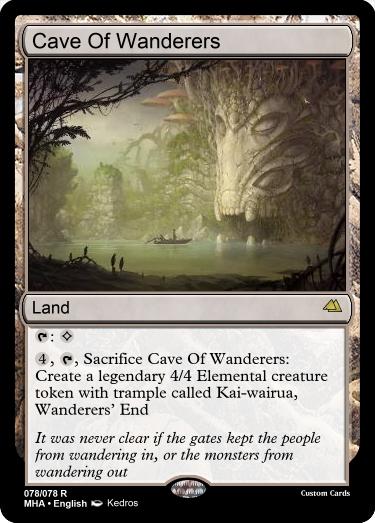 Cave Of Wanderers
Land
:
4, , Sacrifice Cave Of Wanderers:
Create a legendary 4/4 Elemental creature
token with trample called Kai-wairua,
Wanderers' End
It was never clear if the gates kept the people
from wandering in, or the monsters from
wandering out
078/078 R
MHA • English Kedros
Custom Cards